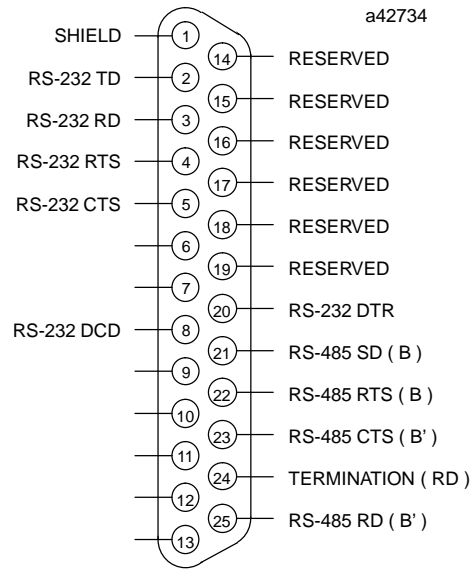 a42734
SHIELD 1
14 RESERVED
RS-232 TD 2
15 RESERVED
RS-232 RD 3
16 RESERVED
RS-232 RTS 4
17 RESERVED
RS-232 CTS 5
18 RESERVED
6
19 RESERVED
7
20 RS-232 DTR
RS-232 DCD 8
21 RS-485 SD ( B )
9
22 RS-485 RTS ( B )
10
23 RS-485 CTS ( B' )
11
24 TERMINATION ( RD )
12
25 RS-485 RD ( B' )
13